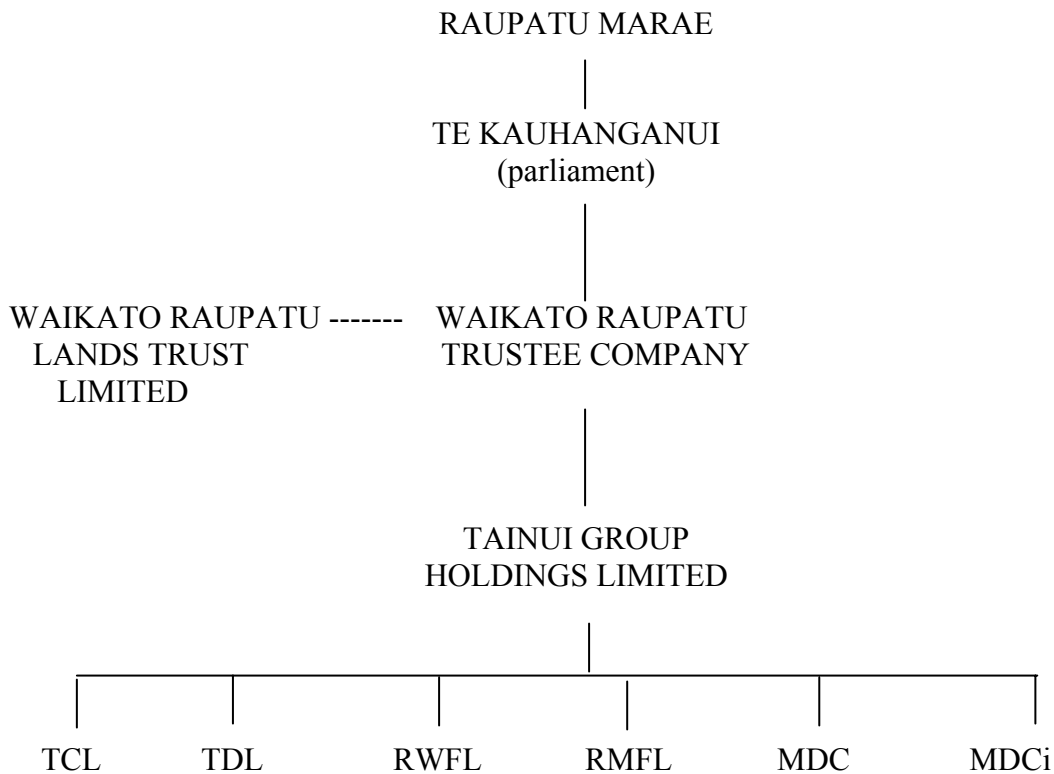 RAUPATU MARAE
TE KAUHANGANUI
(parliament)
WAIKATO RAUPATU ------- WAIKATO RAUPATU
LANDS TRUST TRUSTEE COMPANY
LIMITED
TAINUI GROUP
HOLDINGS LIMITED
TCL TDL RWFL RMFL MDC MDCi